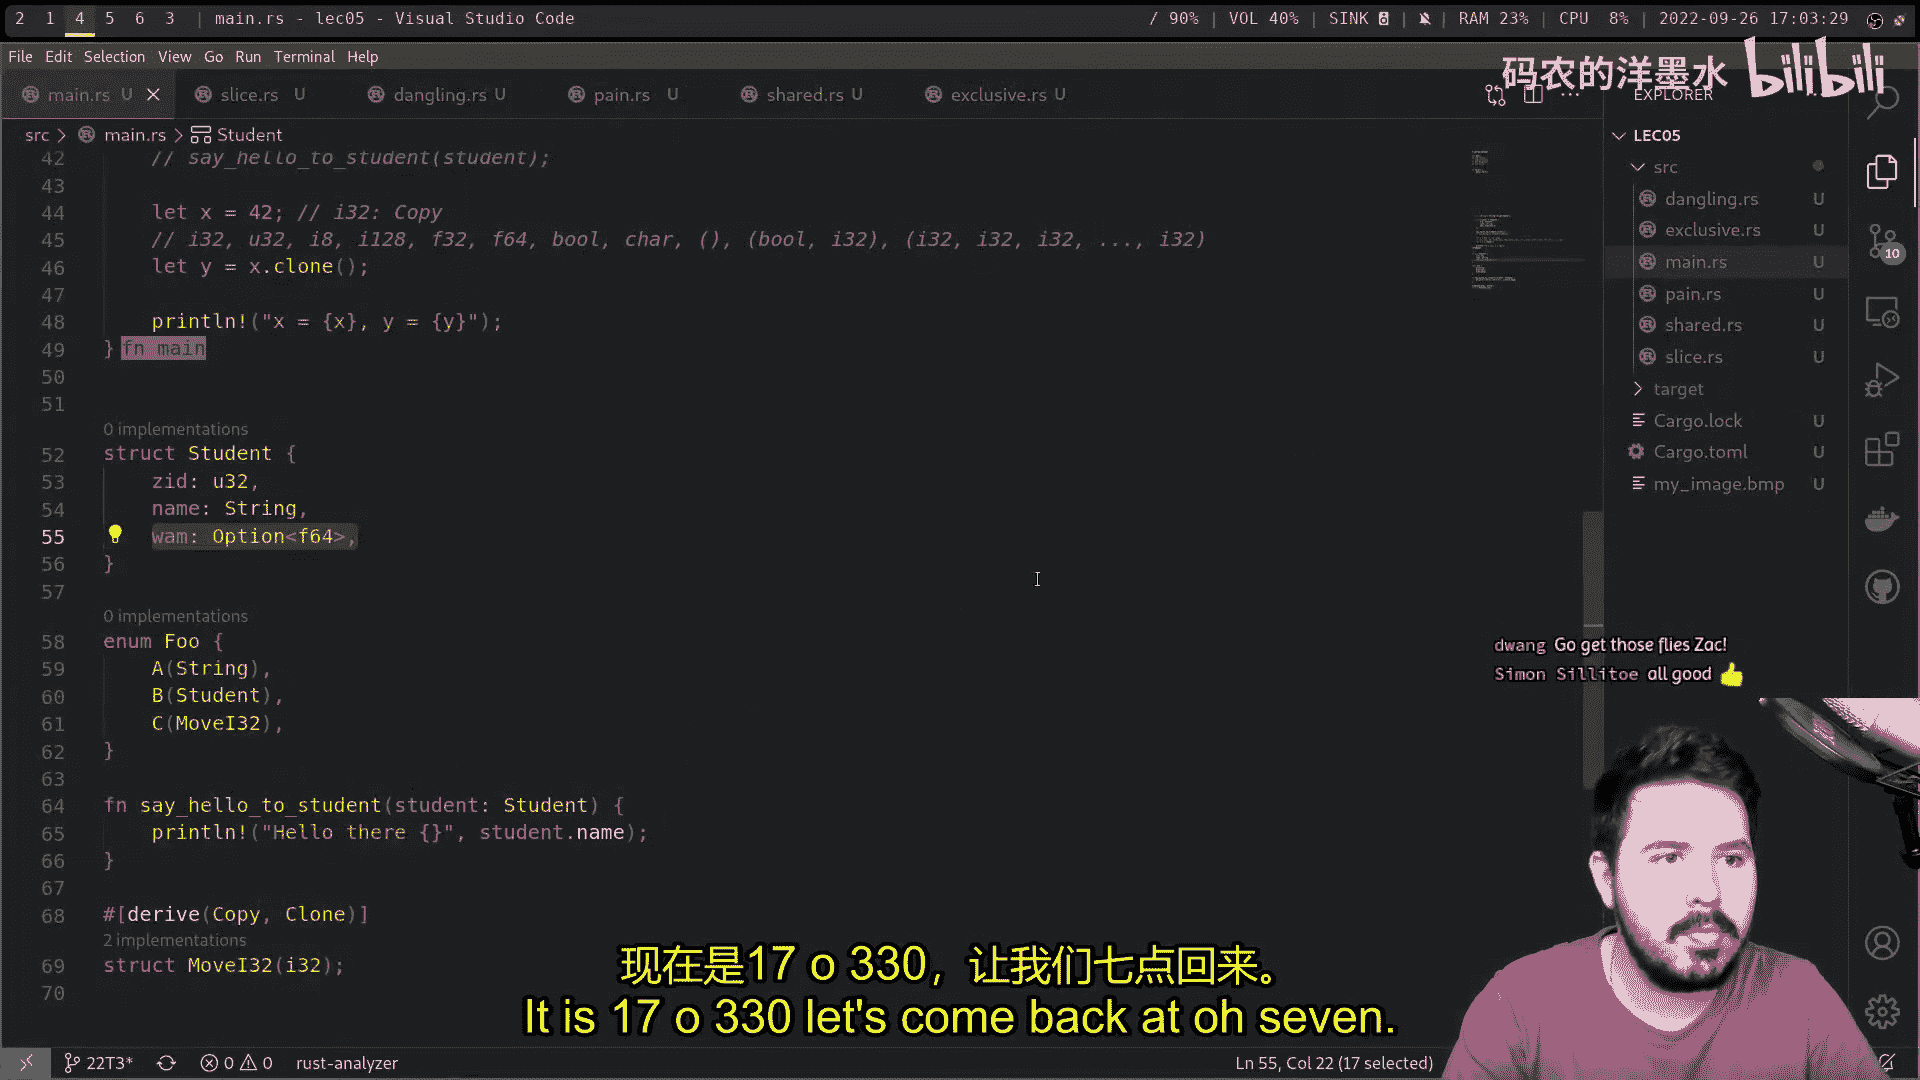 2 1 4 5 6 3 | main.rs - lec05 - Visual Studio Code
/ 90% | VOL 40% | SINK | RAM 23% | CPU 8% | 2022-09-26 17:03:29
File Edit Selection View Go Run Terminal Help
码农的洋墨水 bilibili
main.rs U slice.rs U dangling.rs U pain.rs U shared.rs U exclusive.rs U
EXPLORER
src > main.rs > Student
42 // say_hello_to_student(student);
43
44 let x = 42; // i32: Copy
45 // i32, u32, i8, i128, f32, f64, bool, char, (), (bool, i32), (i32, i32, i32, ..., i32)
46 let y = x.clone();
47
48 println!("x = {x}, y = {y}");
49 } fn main
50
51
0 implementations
52 struct Student {
53 zid: u32,
54 name: String,
55 wam: Option<f64>,
56 }
57
0 implementations
58 enum Foo {
59 A(String),
60 B(Student),
61 C(MoveI32),
62 }
63
64 fn say_hello_to_student(student: Student) {
65 println!("Hello there {}", student.name);
66 }
67
68 #[derive(Copy, Clone)]
2 implementations
69 struct MoveI32(i32);
70
LEC05
src
dangling.rs U
exclusive.rs U
main.rs U
pain.rs U
shared.rs U
slice.rs U
target
Cargo.lock U
Cargo.toml U
my_image.bmp U
10
dwang Go get those flies Zac!
Simon Sillitoe all good 👍
现在是17 o 330，让我们七点回来。
It is 17 o 330 let's come back at oh seven.
22T3* 0 0 rust-analyzer
Ln 55, Col 22 (17 selected)